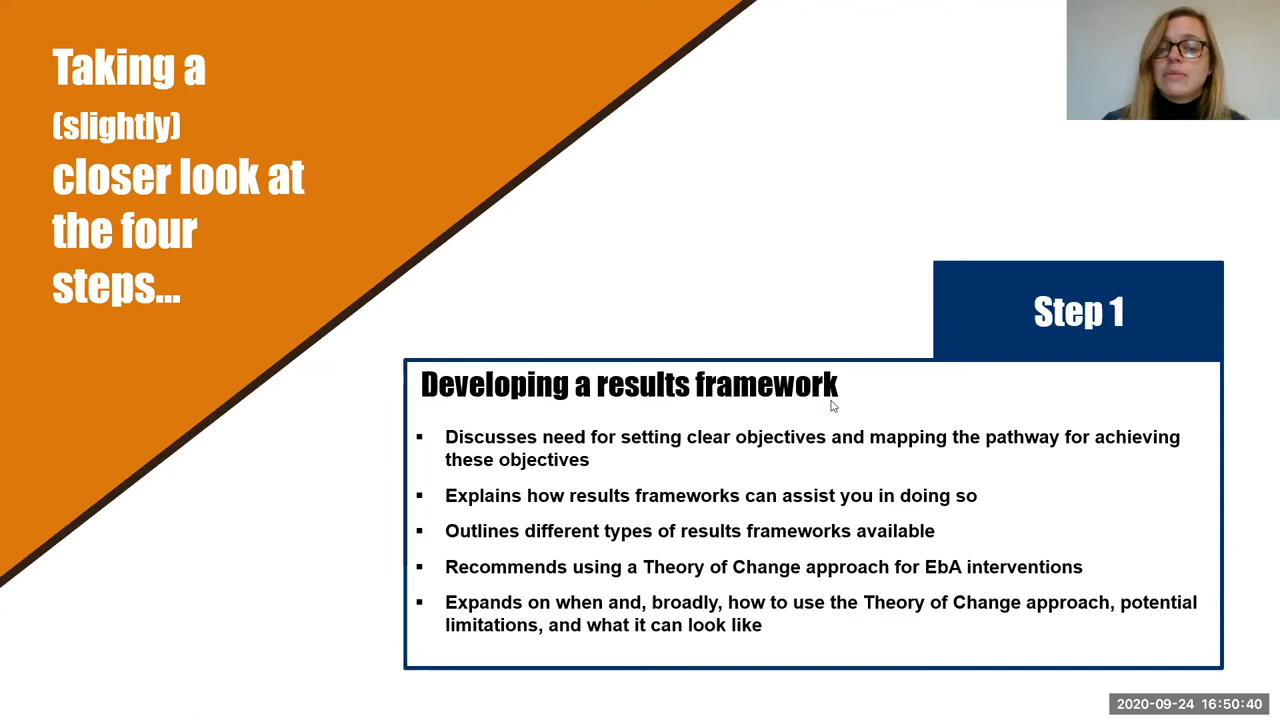 Taking a
(slightly)
closer look at
the four
steps...
Step 1
Developing a results framework
▪ Discusses need for setting clear objectives and mapping the pathway for achieving
these objectives
▪ Explains how results frameworks can assist you in doing so
▪ Outlines different types of results frameworks available
▪ Recommends using a Theory of Change approach for EbA interventions
▪ Expands on when and, broadly, how to use the Theory of Change approach, potential
limitations, and what it can look like
2020-09-24 16:50:40